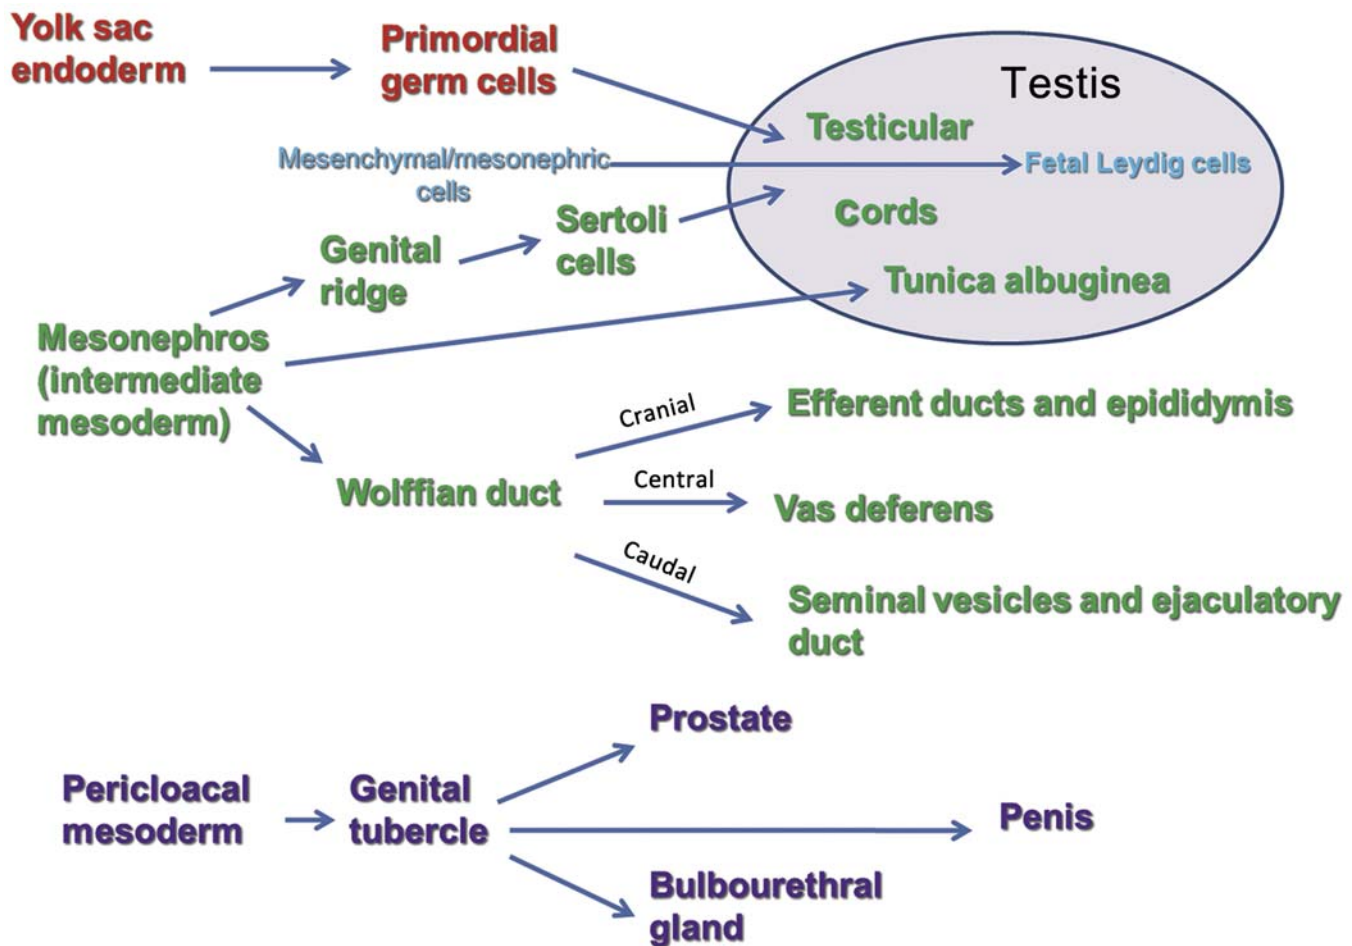 Yolk sac
endoderm
Primordial
germ cells
Testis
Testicular
Mesenchymal/mesonephric
cells
Fetal Leydig cells
Sertoli
cells
cords
Genital
ridge
Tunica albuginea
Mesonephros
(intermediate
mesoderm)
Cranial
Efferent ducts and epididymis
Wolffian duct
Central
Vas deferens
Caudal
Seminal vesicles and ejaculatory
duct
Prostate
Pericloacal
mesoderm
Genital
tubercle
Penis
Bulbourethral
gland